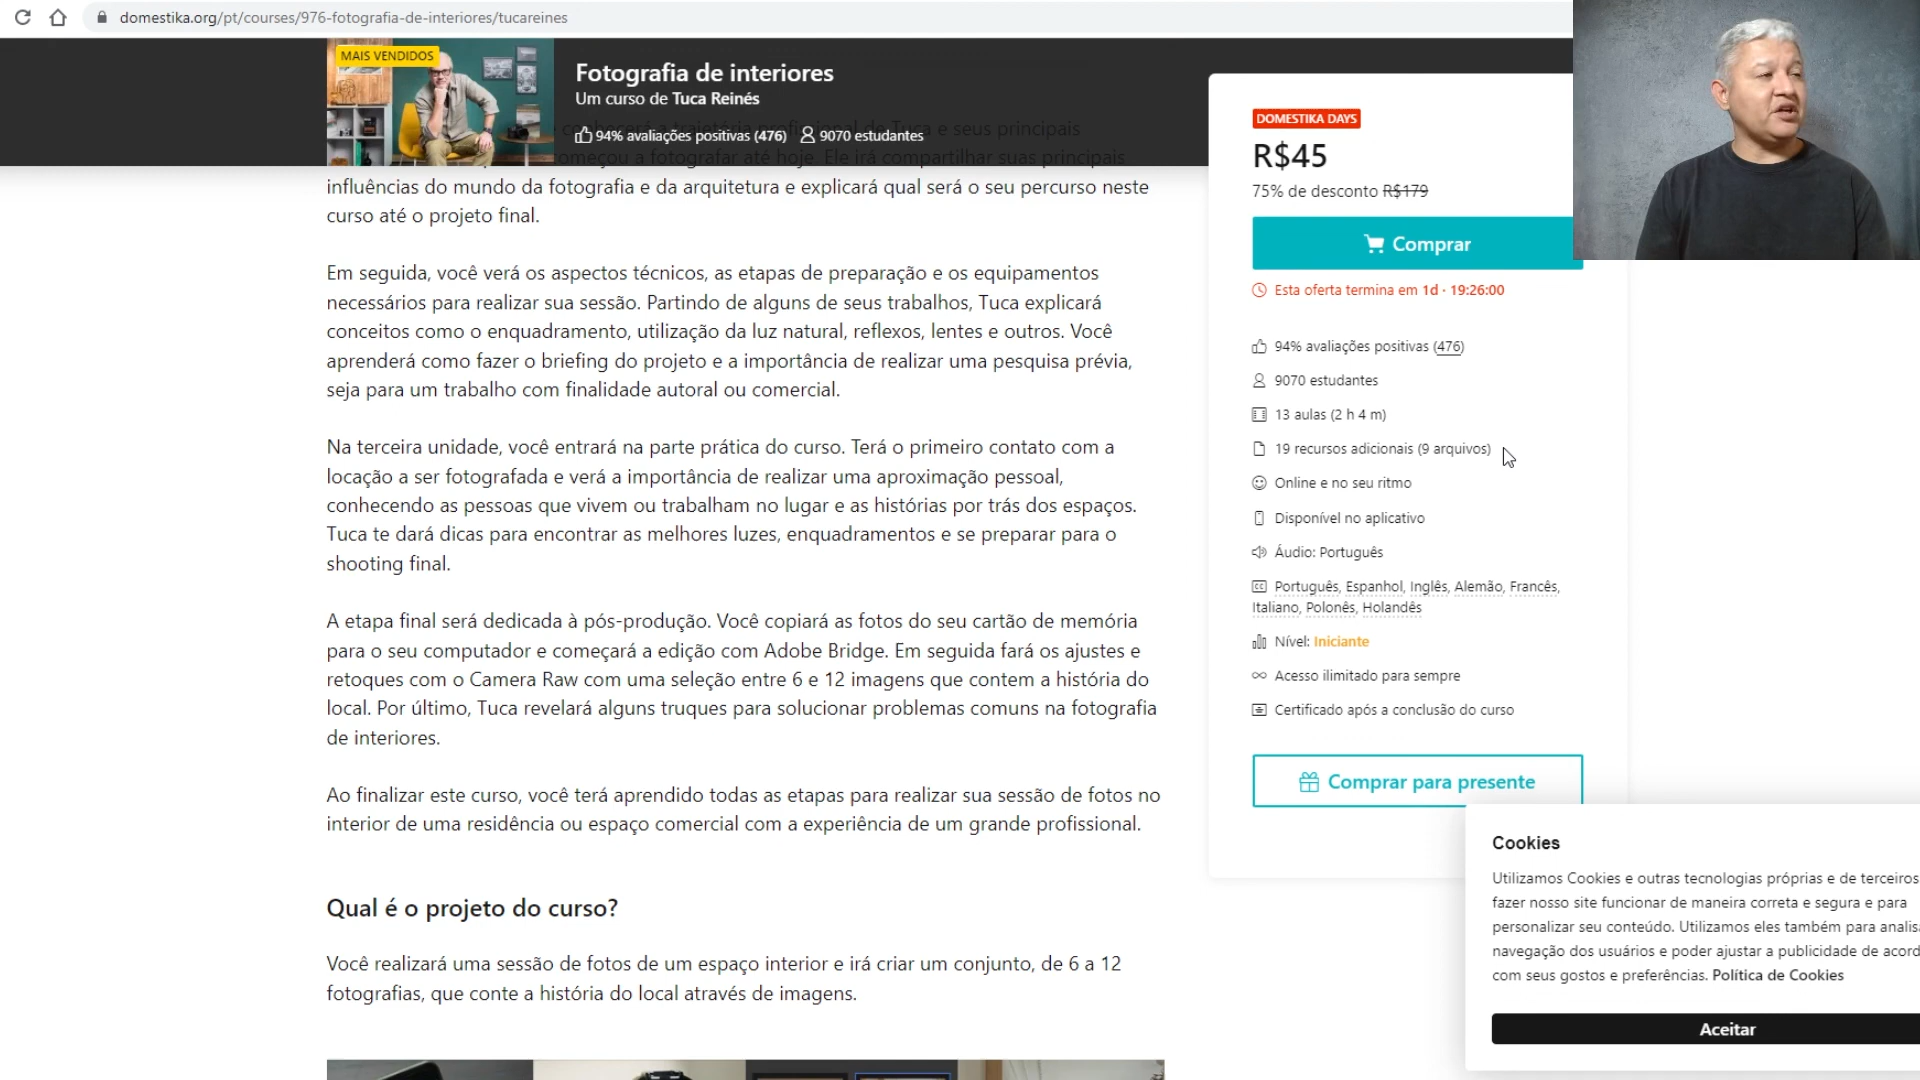 domestika.org/pt/courses/976-fotografia-de-interiores/tucareines
MAIS VENDIDOS
Fotografia de interiores
Um curso de Tuca Reinés
94% avaliações positivas (476) 9070 estudantes
conhecerá a trajetória profissional de Tuca e seus principais
começou a fotografar até hoje. Ele irá compartilhar suas principais
influências do mundo da fotografia e da arquitetura e explicará qual será o seu percurso neste
curso até o projeto final.
Em seguida, você verá os aspectos técnicos, as etapas de preparação e os equipamentos
necessários para realizar sua sessão. Partindo de alguns de seus trabalhos, Tuca explicará
conceitos como o enquadramento, utilização da luz natural, reflexos, lentes e outros. Você
aprenderá como fazer o briefing do projeto e a importância de realizar uma pesquisa prévia,
seja para um trabalho com finalidade autoral ou comercial.
Na terceira unidade, você entrará na parte prática do curso. Terá o primeiro contato com a
locação a ser fotografada e verá a importância de realizar uma aproximação pessoal,
conhecendo as pessoas que vivem ou trabalham no lugar e as histórias por trás dos espaços.
Tuca te dará dicas para encontrar as melhores luzes, enquadramentos e se preparar para o
shooting final.
A etapa final será dedicada à pós-produção. Você copiará as fotos do seu cartão de memória
para o seu computador e começará a edição com Adobe Bridge. Em seguida fará os ajustes e
retoques com o Camera Raw com uma seleção entre 6 e 12 imagens que contem a história do
local. Por último, Tuca revelará alguns truques para solucionar problemas comuns na fotografia
de interiores.
Ao finalizar este curso, você terá aprendido todas as etapas para realizar sua sessão de fotos no
interior de uma residência ou espaço comercial com a experiência de um grande profissional.
Qual é o projeto do curso?
Você realizará uma sessão de fotos de um espaço interior e irá criar um conjunto, de 6 a 12
fotografias, que conte a história do local através de imagens.
DOMESTIKA DAYS
R$45
75% de desconto R$179
Comprar
Esta oferta termina em 1d · 19:26:00
94% avaliações positivas (476)
9070 estudantes
13 aulas (2 h 4 m)
19 recursos adicionais (9 arquivos)
Online e no seu ritmo
Disponível no aplicativo
Áudio: Português
Português, Espanhol, Inglês, Alemão, Francês,
Italiano, Polonês, Holandês
Nível: Iniciante
Acesso ilimitado para sempre
Certificado após a conclusão do curso
Comprar para presente
Cookies
Utilizamos Cookies e outras tecnologias próprias e de terceiros
fazer nosso site funcionar de maneira correta e segura e para
personalizar seu conteúdo. Utilizamos eles também para analisa
navegação dos usuários e poder ajustar a publicidade de acord
com seus gostos e preferências. Política de Cookies
Aceitar